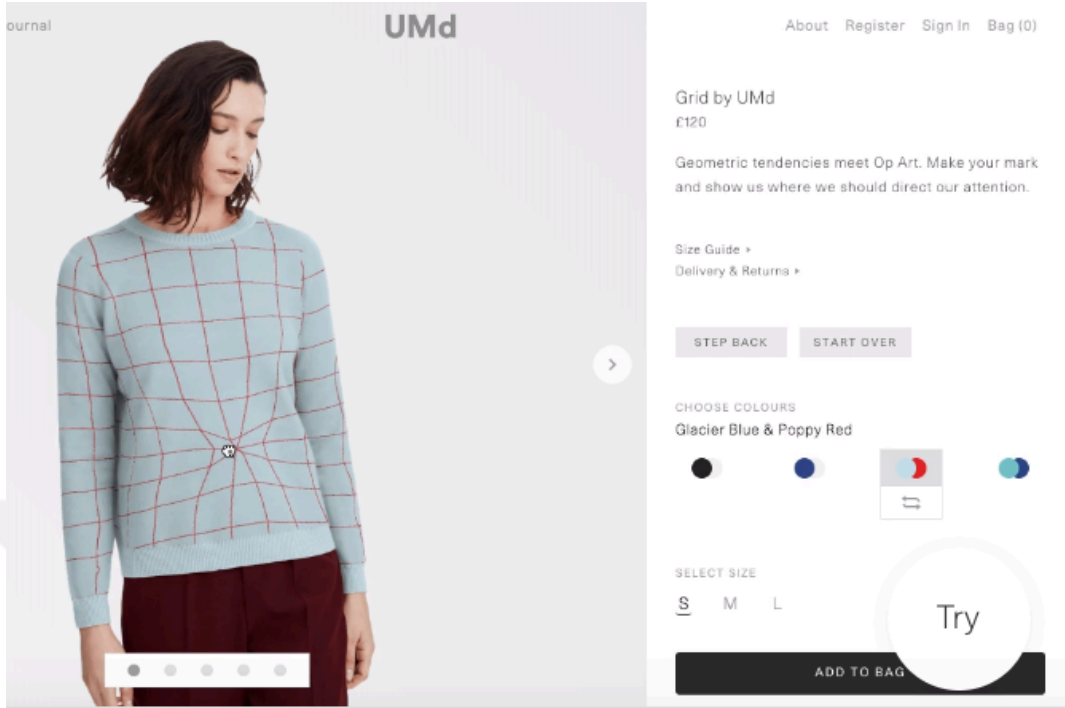 ournal
UMd
About Register Sign In Bag (0)
Grid by UMd
£120
Geometric tendencies meet Op Art. Make your mark
and show us where we should direct our attention.
Size Guide
Delivery & Returns
STEP BACK START OVER
CHOOSE COLOURS
Glacier Blue & Poppy Red
SELECT SIZE
S M L
Try
ADD TO BAG